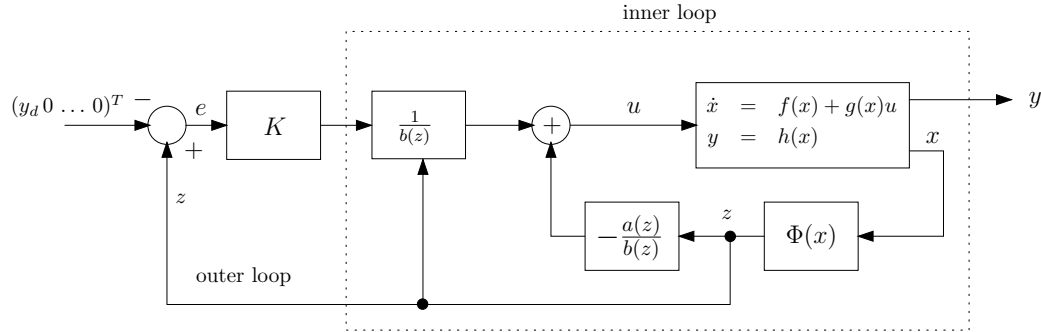 inner loop
(y_d 0 … 0)^T
−
+
e
K
1/b(z)
+
u
ẋ = f(x) + g(x)u
y = h(x)
y
x
z
−a(z)/b(z)
z
Φ(x)
outer loop